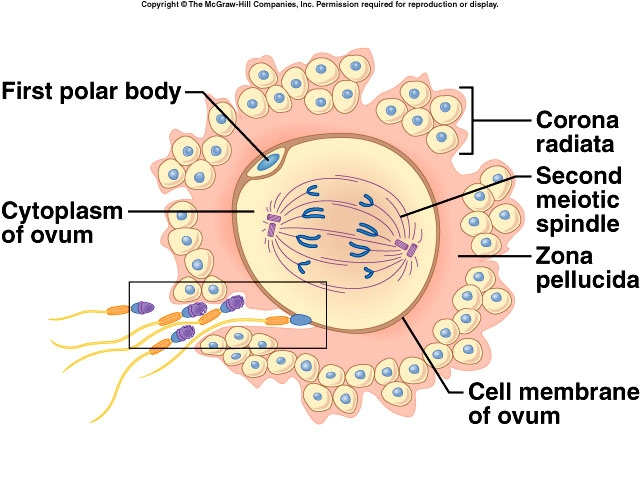 Copyright © The McGraw-Hill Companies, Inc. Permission required for reproduction or display.
First polar body
Corona
radiata
Second
meiotic
spindle
Cytoplasm
of ovum
Zona
pellucida
Cell membrane
of ovum